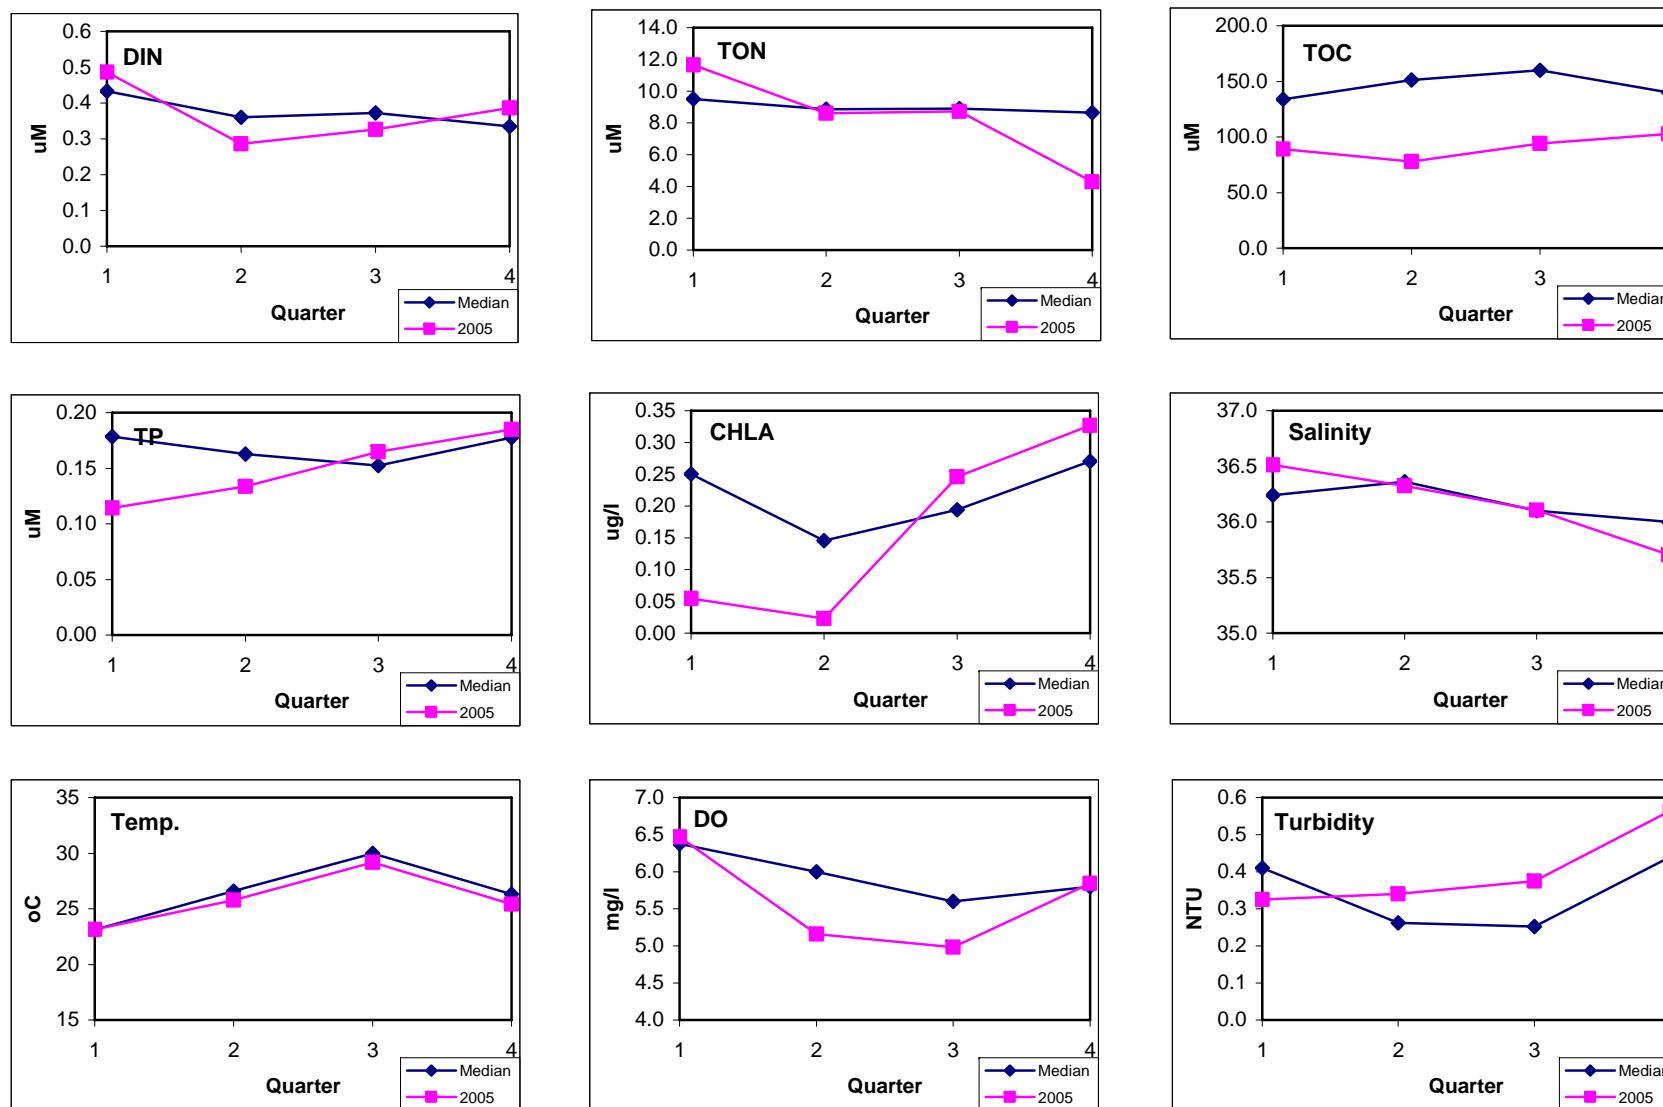 DIN
0.6
0.5
0.4
0.3
0.2
0.1
0.0
uM
1 2 3 4
Quarter
Median
2005
TON
14.0
12.0
10.0
8.0
6.0
4.0
2.0
0.0
uM
1 2 3 4
Quarter
Median
2005
TOC
200.0
150.0
100.0
50.0
0.0
uM
1 2 3
Quarter
Median
2005
TP
0.20
0.15
0.10
0.05
0.00
uM
1 2 3 4
Quarter
Median
2005
CHLA
0.35
0.30
0.25
0.20
0.15
0.10
0.05
0.00
ug/l
1 2 3 4
Quarter
Median
2005
Salinity
37.0
36.5
36.0
35.5
35.0
1 2 3
Quarter
Median
2005
Temp.
35
30
25
20
15
oC
1 2 3 4
Quarter
Median
2005
DO
7.0
6.5
6.0
5.5
5.0
4.5
4.0
mg/l
1 2 3 4
Quarter
Median
2005
Turbidity
0.6
0.5
0.4
0.3
0.2
0.1
0.0
NTU
1 2 3
Quarter
Median
2005